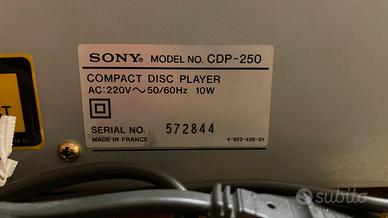 SONY® MODEL NO. CDP-250
COMPACT DISC PLAYER
AC:220V～50/60Hz 10W
SERIAL NO. 572844
MADE IN FRANCE 4-922-428-01
subito